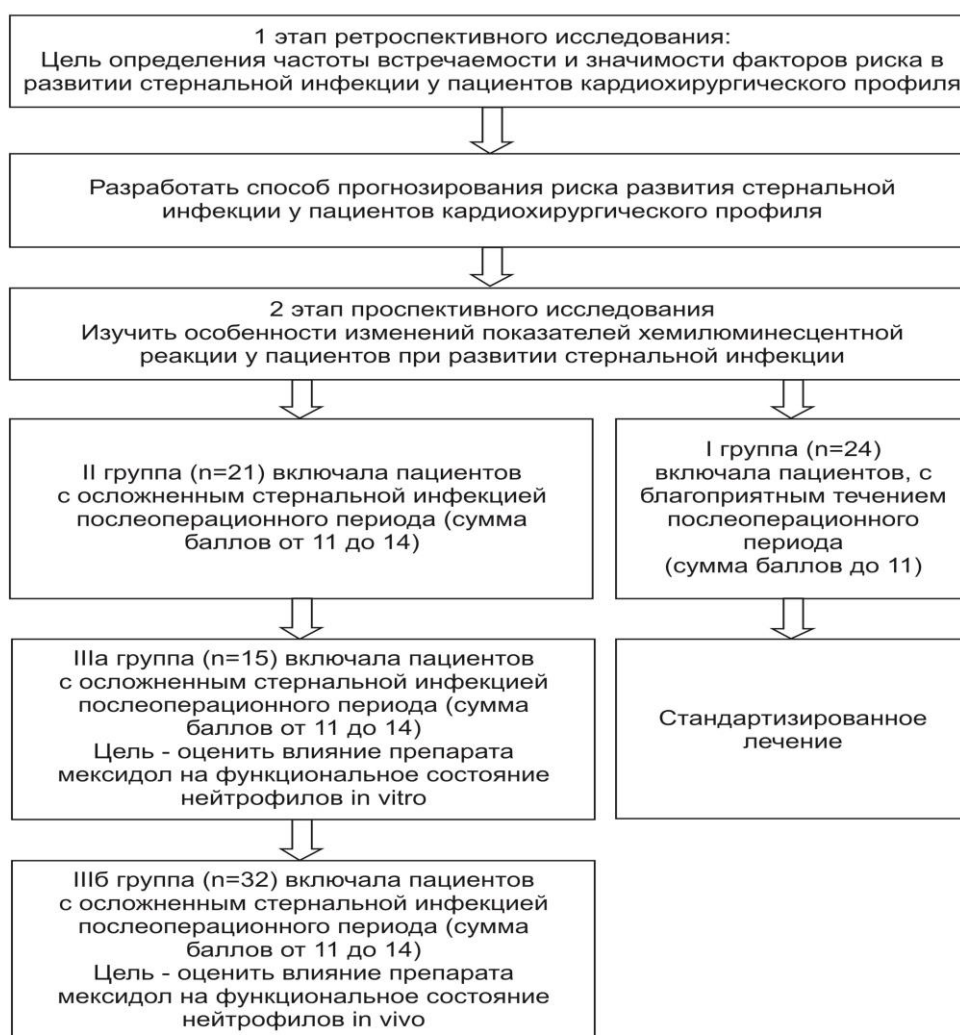 1 этап ретроспективного исследования:
Цель определения частоты встречаемости и значимости факторов риска в
развитии стернальной инфекции у пациентов кардиохирургического профиля
Разработать способ прогнозирования риска развития стернальной
инфекции у пациентов кардиохирургического профиля
2 этап проспективного исследования
Изучить особенности изменений показателей хемилюминесцентной
реакции у пациентов при развитии стернальной инфекции
II группа (n=21) включала пациентов
с осложненным стернальной инфекцией
послеоперационного периода (сумма
баллов от 11 до 14)
I группа (n=24)
включала пациентов, с
благоприятным течением
послеоперационного
периода
(сумма баллов до 11)
IIIа группа (n=15) включала пациентов
с осложненным стернальной инфекцией
послеоперационного периода (сумма
баллов от 11 до 14)
Цель - оценить влияние препарата
мексидол на функциональное состояние
нейтрофилов in vitro
Стандартизированное
лечение
IIIб группа (n=32) включала пациентов
с осложненным стернальной инфекцией
послеоперационного периода (сумма
баллов от 11 до 14)
Цель - оценить влияние препарата
мексидол на функциональное состояние
нейтрофилов in vivo